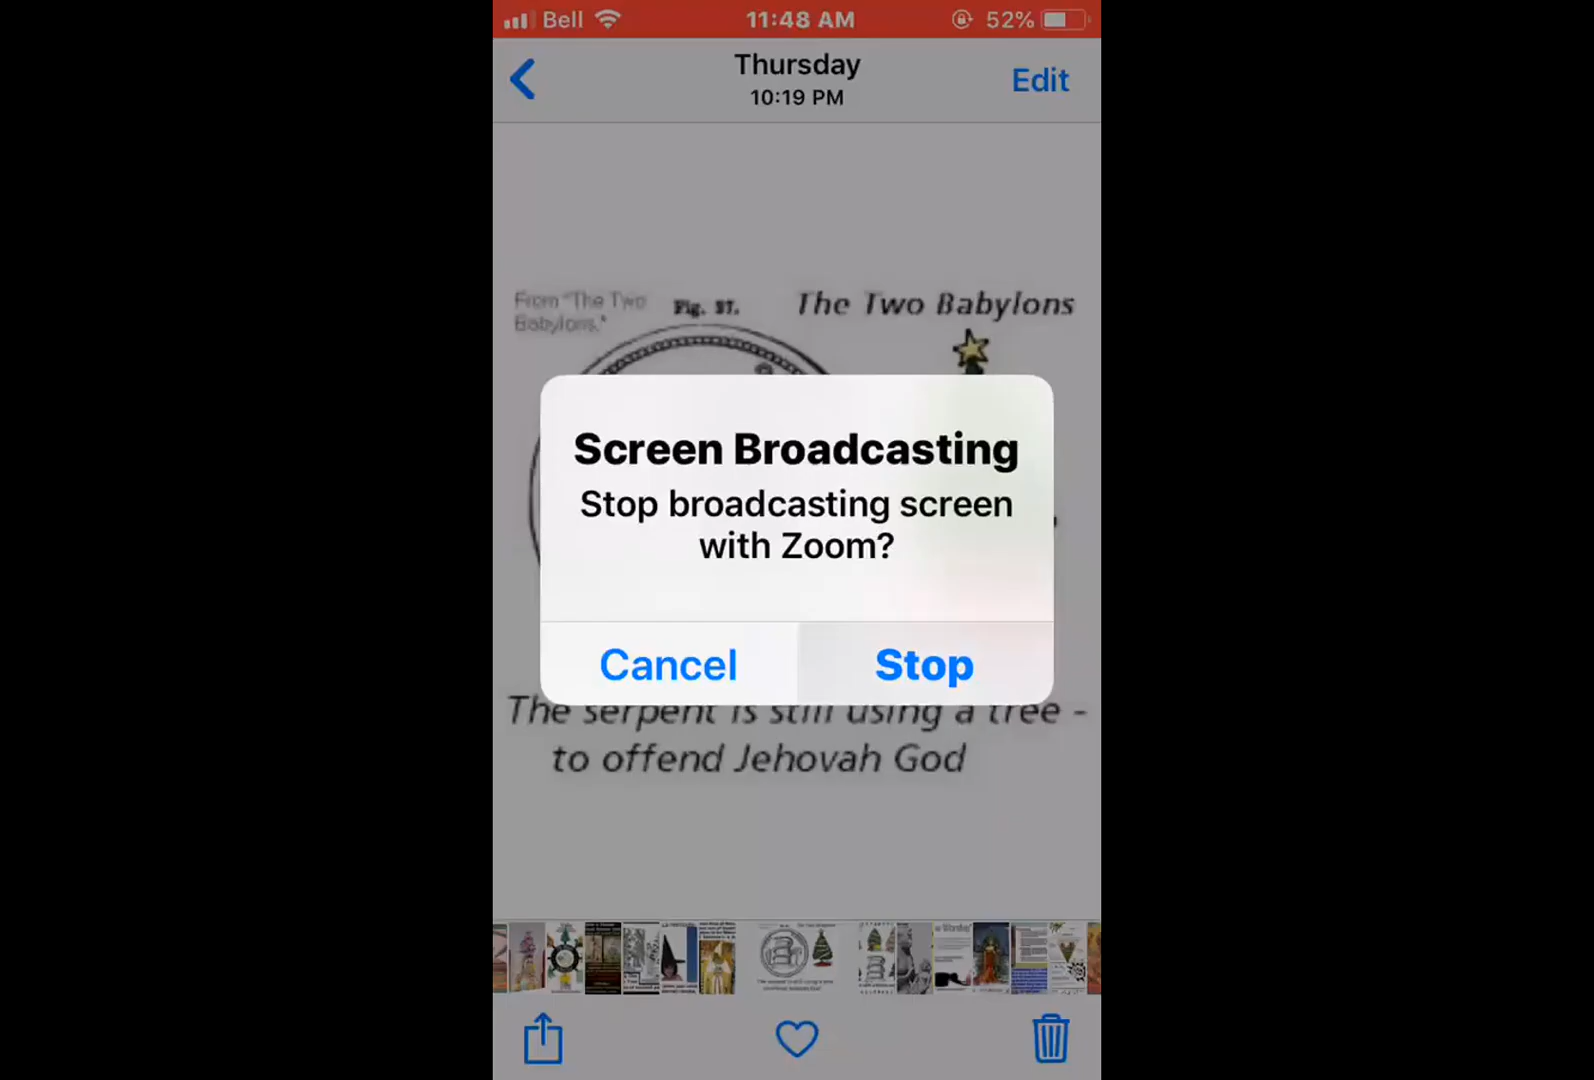 Bell 11:48 AM 52%
Thursday
10:19 PM
Edit
From "The Two
Babylons."
Fig. 37.
The Two Babylons
Screen Broadcasting
Stop broadcasting screen
with Zoom?
Cancel
Stop
The serpent is still using a tree -
to offend Jehovah God